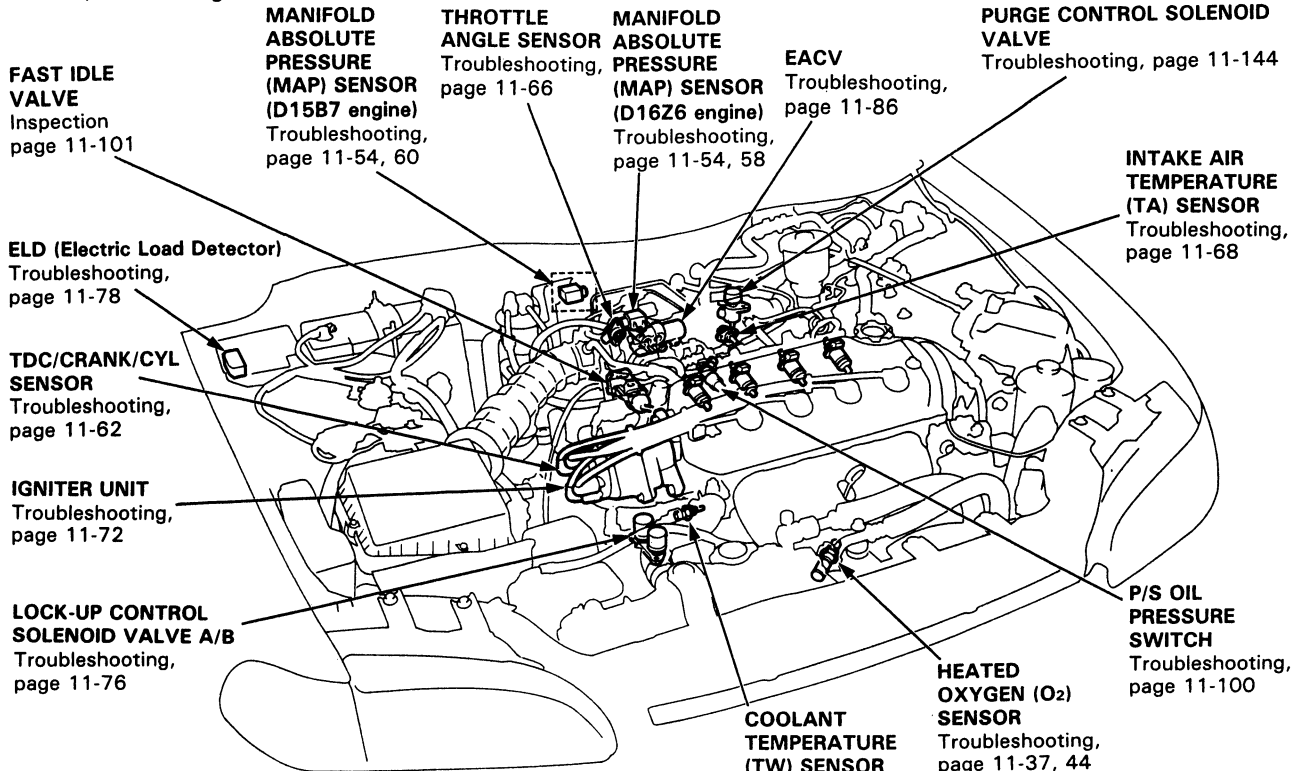 MANIFOLD
ABSOLUTE
PRESSURE
(MAP) SENSOR
(D15B7 engine)
Troubleshooting,
page 11-54, 60
THROTTLE
ANGLE SENSOR
Troubleshooting,
page 11-66
MANIFOLD
ABSOLUTE
PRESSURE
(MAP) SENSOR
(D16Z6 engine)
Troubleshooting,
page 11-54, 58
EACV
Troubleshooting,
page 11-86
PURGE CONTROL SOLENOID
VALVE
Troubleshooting, page 11-144
FAST IDLE
VALVE
Inspection
page 11-101
INTAKE AIR
TEMPERATURE
(TA) SENSOR
Troubleshooting,
page 11-68
ELD (Electric Load Detector)
Troubleshooting,
page 11-78
TDC/CRANK/CYL
SENSOR
Troubleshooting,
page 11-62
IGNITER UNIT
Troubleshooting,
page 11-72
LOCK-UP CONTROL
SOLENOID VALVE A/B
Troubleshooting,
page 11-76
COOLANT
TEMPERATURE
(TW) SENSOR
HEATED
OXYGEN (O₂)
SENSOR
Troubleshooting,
page 11-37, 44
P/S OIL
PRESSURE
SWITCH
Troubleshooting,
page 11-100